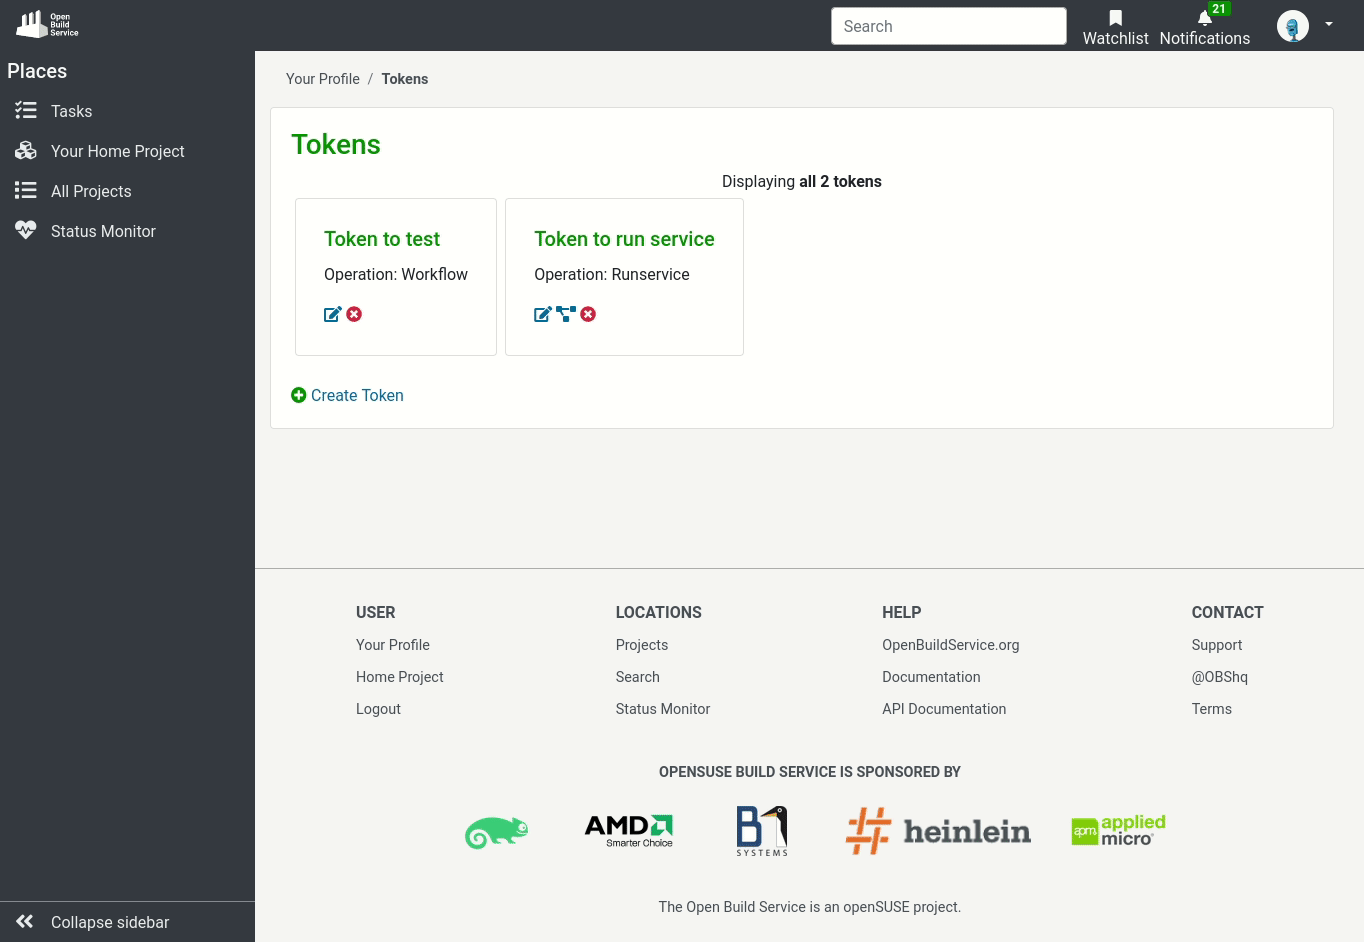 Open
Build
Service
Search
Watchlist
21
Notifications
Places
Tasks
Your Home Project
All Projects
Status Monitor
Collapse sidebar
Your Profile / Tokens
Tokens
Displaying all 2 tokens
Token to test
Operation: Workflow
Token to run service
Operation: Runservice
Create Token
USER
Your Profile
Home Project
Logout
LOCATIONS
Projects
Search
Status Monitor
HELP
OpenBuildService.org
Documentation
API Documentation
CONTACT
Support
@OBShq
Terms
OPENSUSE BUILD SERVICE IS SPONSORED BY
AMD
Smarter Choice
B1
SYSTEMS
heinlein
apm
applied
micro
The Open Build Service is an openSUSE project.